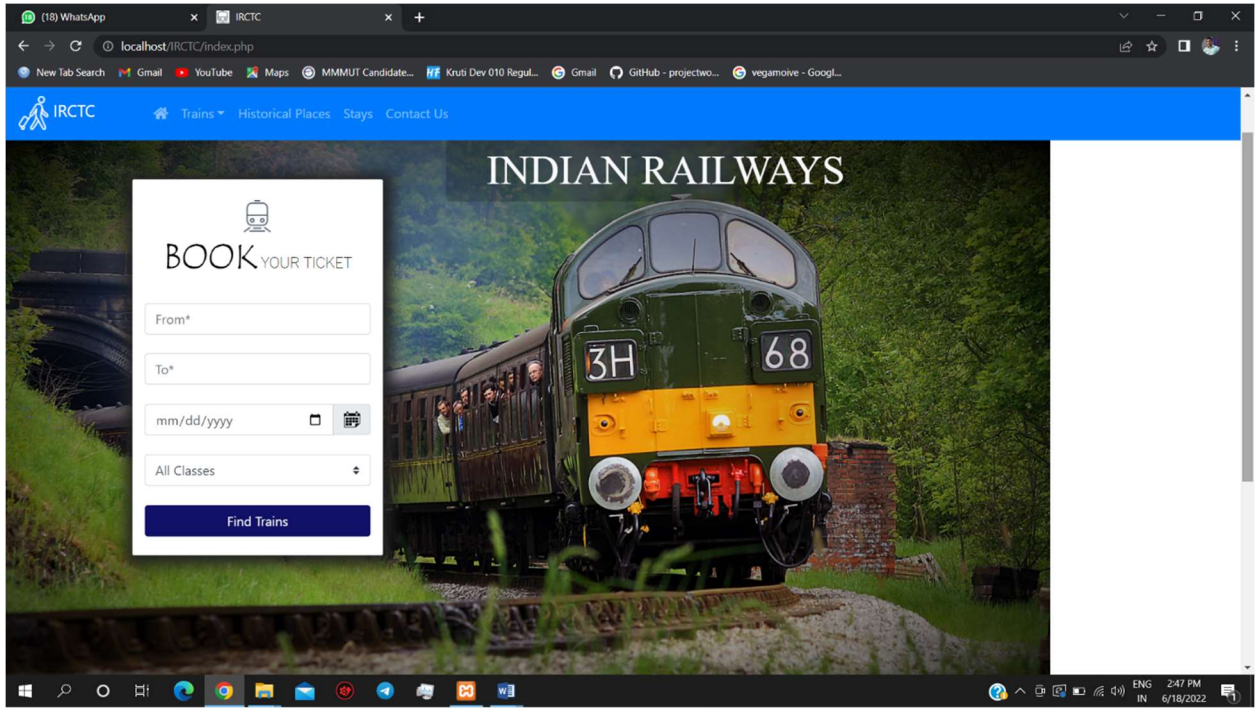 (18) WhatsApp
IRCTC
localhost/IRCTC/index.php
New Tab Search
Gmail
YouTube
Maps
MMMUT Candidate...
Kruti Dev 010 Regul...
Gmail
GitHub - projectwo...
vegamoive - Googl...
IRCTC
Trains
Historical Places
Stays
Contact Us
INDIAN RAILWAYS
BOOK YOUR TICKET
From*
To*
mm/dd/yyyy
All Classes
Find Trains
3H 68
ENG 2:47 PM
IN 6/18/2022